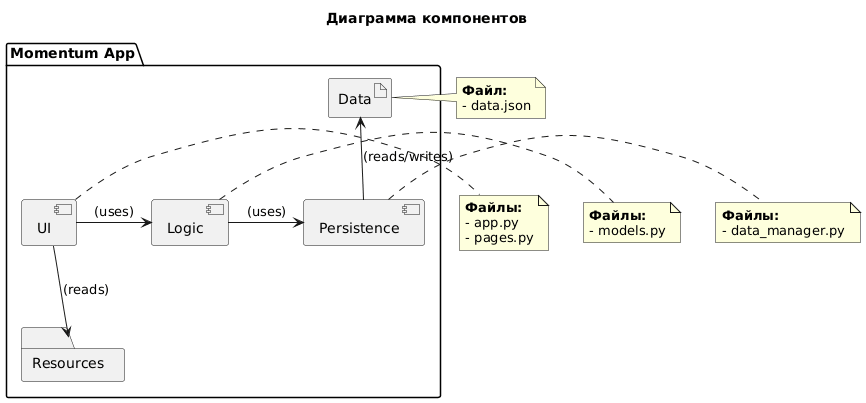 Диаграмма компонентов
Momentum App
Data
Файл:
- data.json
(reads/writes)
UI
(uses)
Logic
(uses)
Persistence
Файлы:
- app.py
- pages.py
Файлы:
- models.py
Файлы:
- data_manager.py
(reads)
Resources